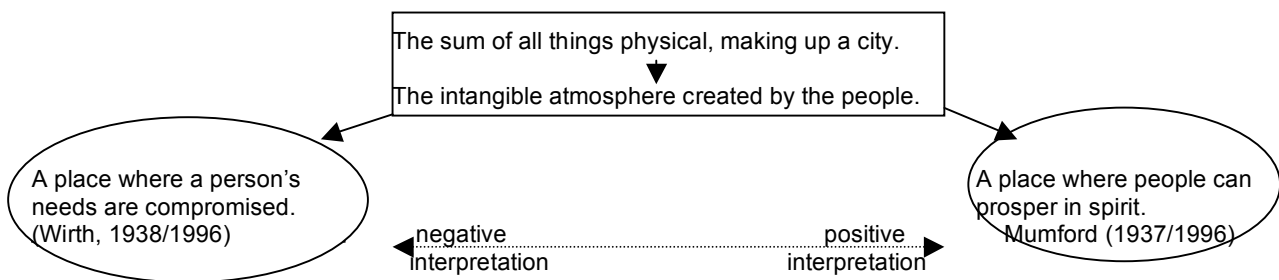 The sum of all things physical, making up a city.
The intangible atmosphere created by the people.
A place where a person's
needs are compromised.
(Wirth, 1938/1996)
A place where people can
prosper in spirit.
Mumford (1937/1996)
negative
interpretation
positive
interpretation